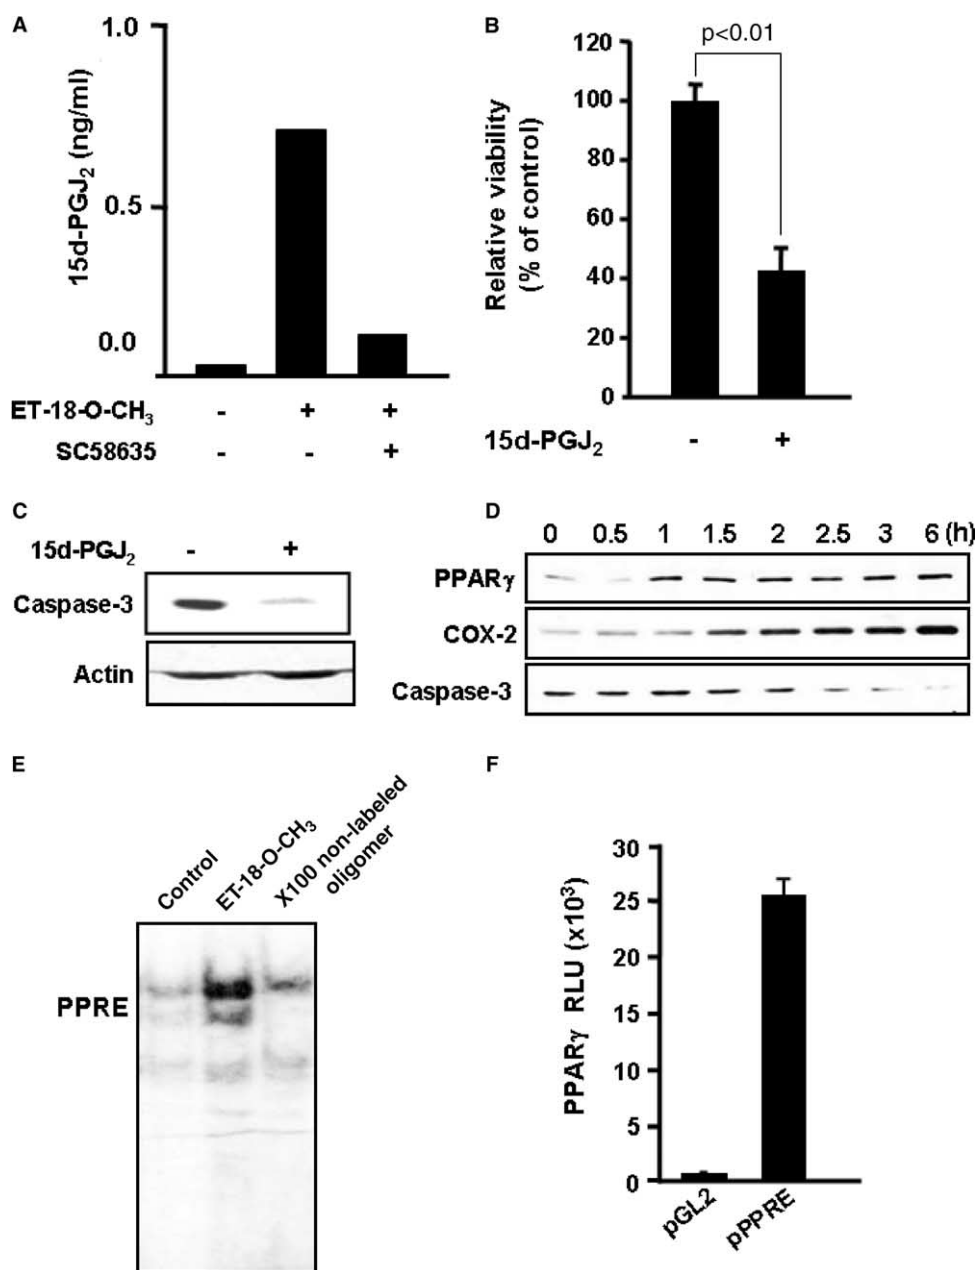 A
1.0
0.5
0.0
15d-PGJ₂ (ng/ml)
ET-18-O-CH₃ - + +
SC58635 - - +
B
p<0.01
120
100
80
60
40
20
0
Relative viability
(% of control)
15d-PGJ₂ - +
C
15d-PGJ₂ - +
Caspase-3
Actin
D
0 0.5 1 1.5 2 2.5 3 6 (h)
PPARγ
COX-2
Caspase-3
E
Control
ET-18-O-CH₃
X100 non-labeled
oligomer
PPRE
F
30
25
20
15
10
5
0
PPARγ RLU (x10³)
pGL2
pPPRE